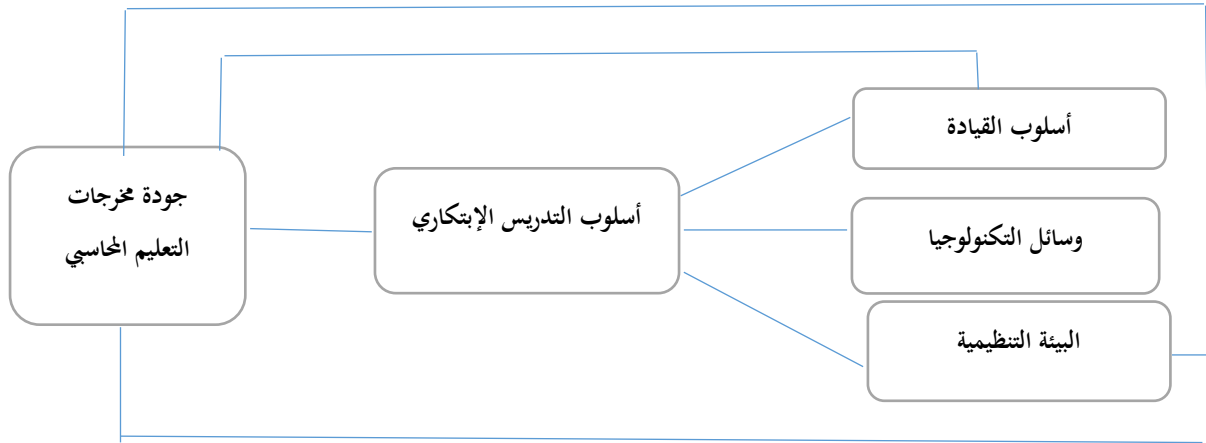 أسلوب القيادة
جودة مخرجات
التعليم المحاسبي
أسلوب التدريس الإبتكاري
وسائل التكنولوجيا
البيئة التنظيمية